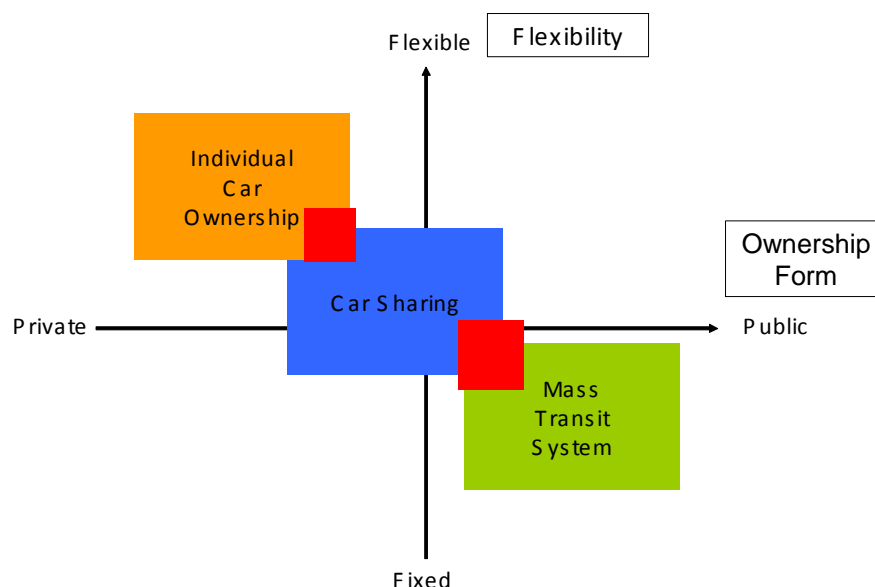 Flexible
Flexibility
Individual
Car
Ownership
Ownership
Form
Car Sharing
Private
Public
Mass
Transit
System
Fixed